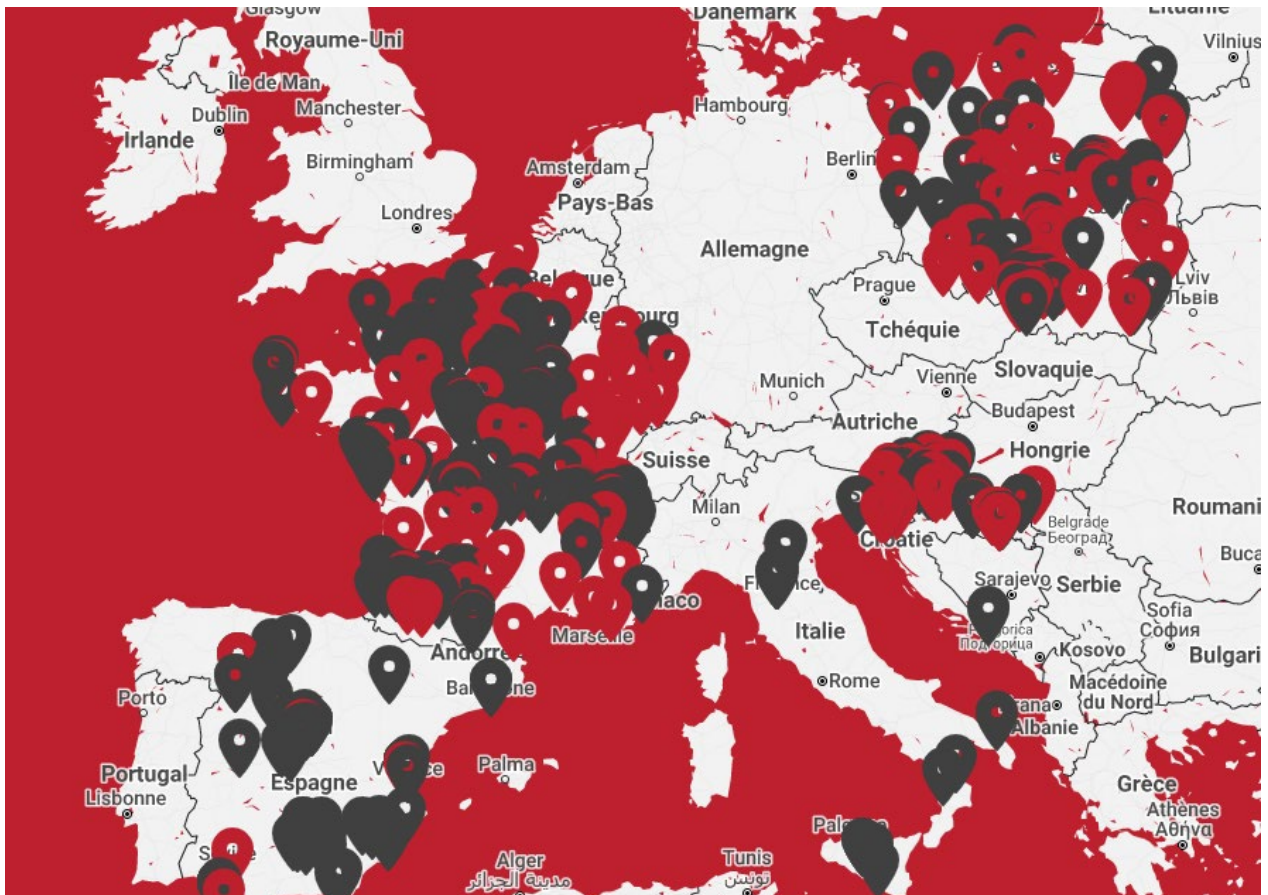 Glasgow
Danemark
Lituanie
Royaume-Uni
Vilnius
Île de Man
Manchester
Hambourg
Dublin
Irlande
Birmingham
Amsterdam
Berlin
Pays-Bas
Londres
Allemagne
Prague
Lviv
Львів
Tchéquie
Slovaquie
Munich
Vienne
Autriche
Budapest
Suisse
Hongrie
Milan
Roumani
Belgrade
Београд
Croatie
Buca
Sarajevo
Serbie
Sofia
София
Italie
Marseille
Andorre
Kosovo
Bulgari
Rome
Macédoine
du Nord
Porto
Albanie
Palma
Espagne
Portugal
Lisbonne
Grèce
Athènes
Αθήνα
Alger
مدينة الجزائر
Tunis
تونس